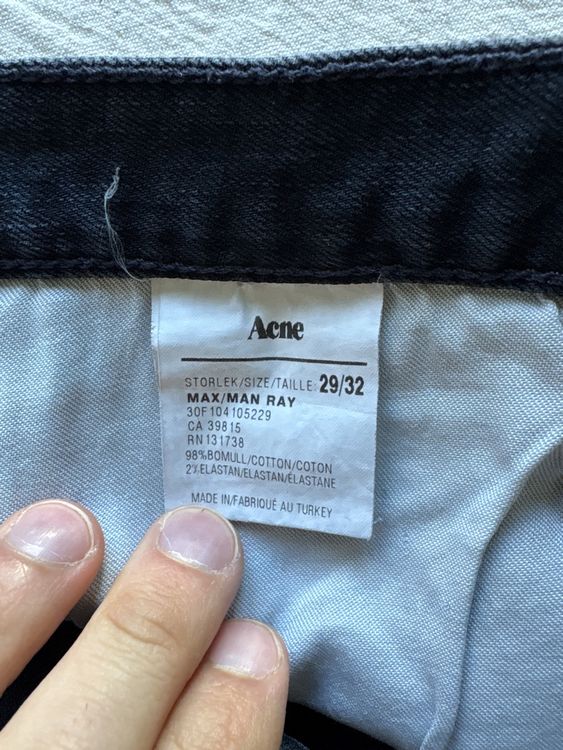 Acne
STORLEK/SIZE/TAILLE: 29/32
MAX/MAN RAY
30F104105229
CA 39815
RN 131738
98%BOMULL/COTTON/COTON
2%ELASTAN/ELASTAN/ÉLASTANE
MADE IN/FABRIQUÉ AU TURKEY